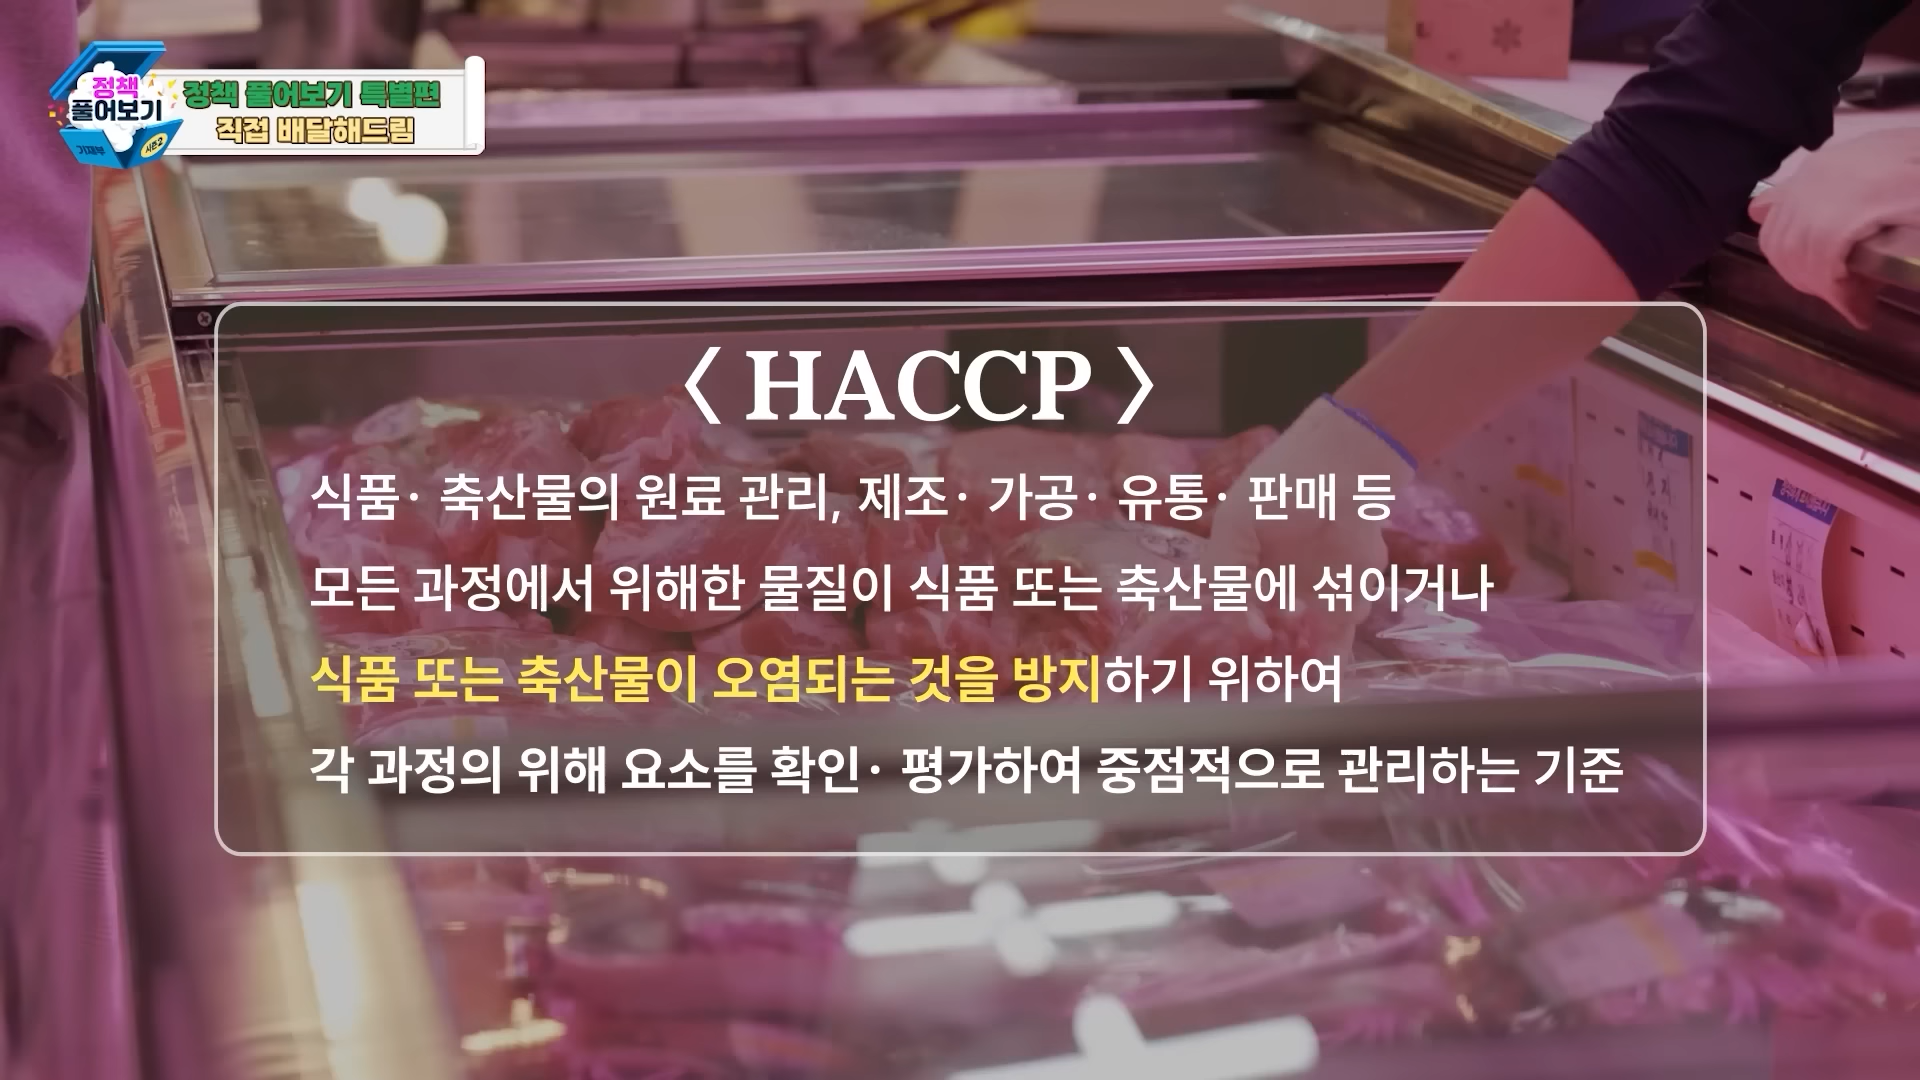 정책
풀어보기
기재부
시즌2
정책 풀어보기 특별편
직접 배달해드림
〈 HACCP 〉
식품· 축산물의 원료 관리, 제조· 가공· 유통· 판매 등
모든 과정에서 위해한 물질이 식품 또는 축산물에 섞이거나
식품 또는 축산물이 오염되는 것을 방지하기 위하여
각 과정의 위해 요소를 확인· 평가하여 중점적으로 관리하는 기준